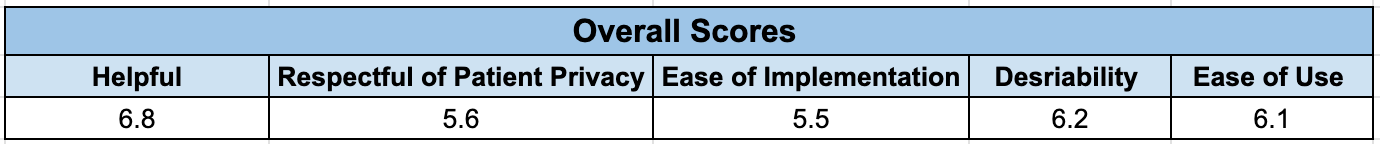 Overall Scores
Helpful Respectful of Patient Privacy Ease of Implementation Desriability Ease of Use
6.8 5.6 5.5 6.2 6.1